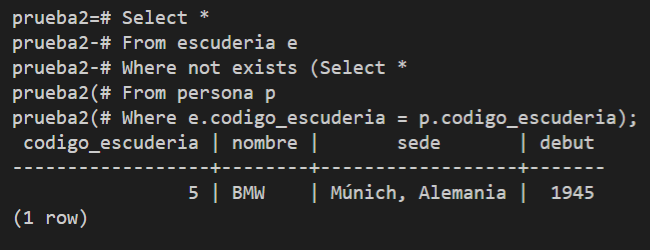 prueba2=# Select *
prueba2-# From escuderia e
prueba2-# Where not exists (Select *
prueba2(# From persona p
prueba2(# Where e.codigo_escuderia = p.codigo_escuderia);
 codigo_escuderia | nombre |       sede       | debut
------------------+--------+------------------+-------
                5 | BMW    | Múnich, Alemania |  1945
(1 row)